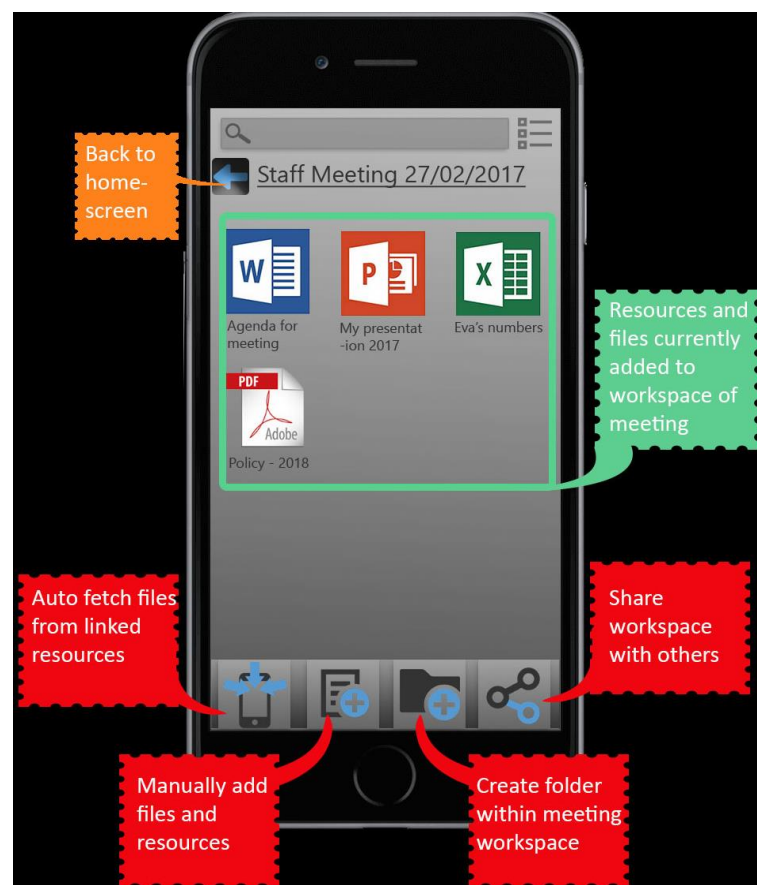 Back to
home-
screen
Staff Meeting 27/02/2017
W
P
X
Agenda for
meeting
My presentat
-ion 2017
Eva's numbers
PDF
Adobe
Policy - 2018
Resources and
files currently
added to
workspace of
meeting
Auto fetch files
from linked
resources
Share
workspace
with others
Manually add
files and
resources
Create folder
within meeting
workspace